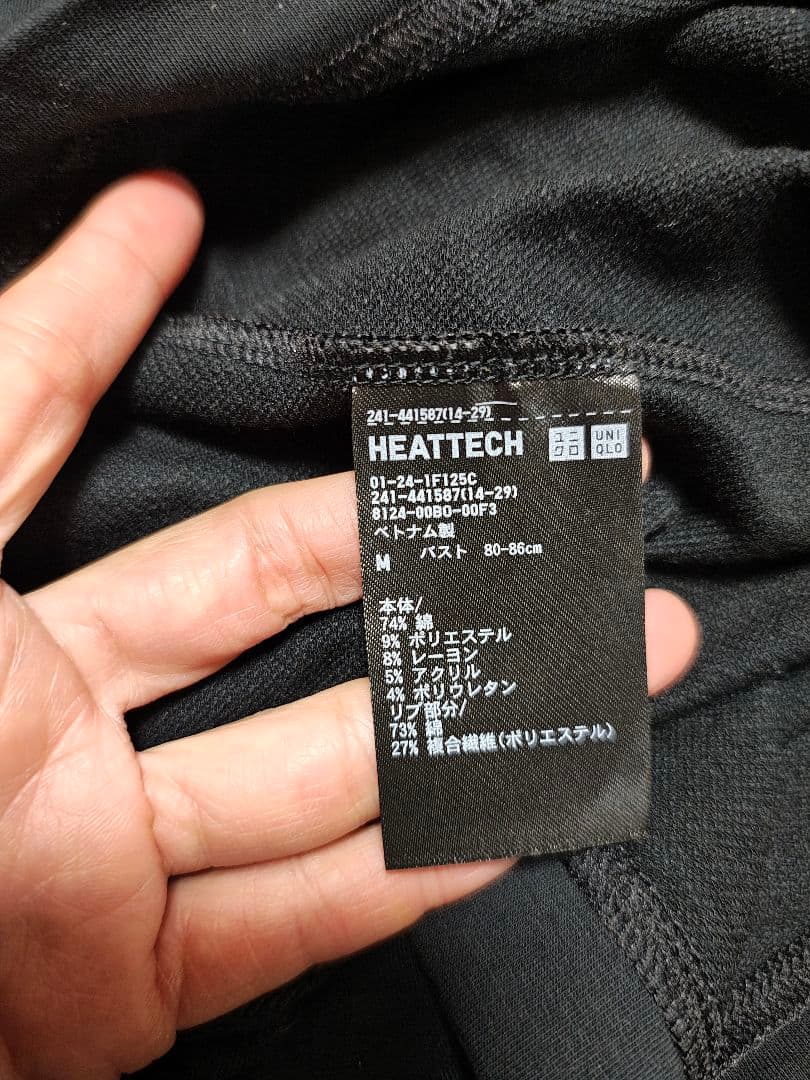 241-441587(14-29)
HEATTECH
ユニ
クロ
UNI
QLO
01-24-1F125C
241-441587(14-29)
8124-00B0-00F3
ベトナム製
M バスト 80-86cm
本体/
74% 綿
9% ポリエステル
8% レーヨン
5% アクリル
4% ポリウレタン
リブ部分/
73% 綿
27% 複合繊維(ポリエステル)